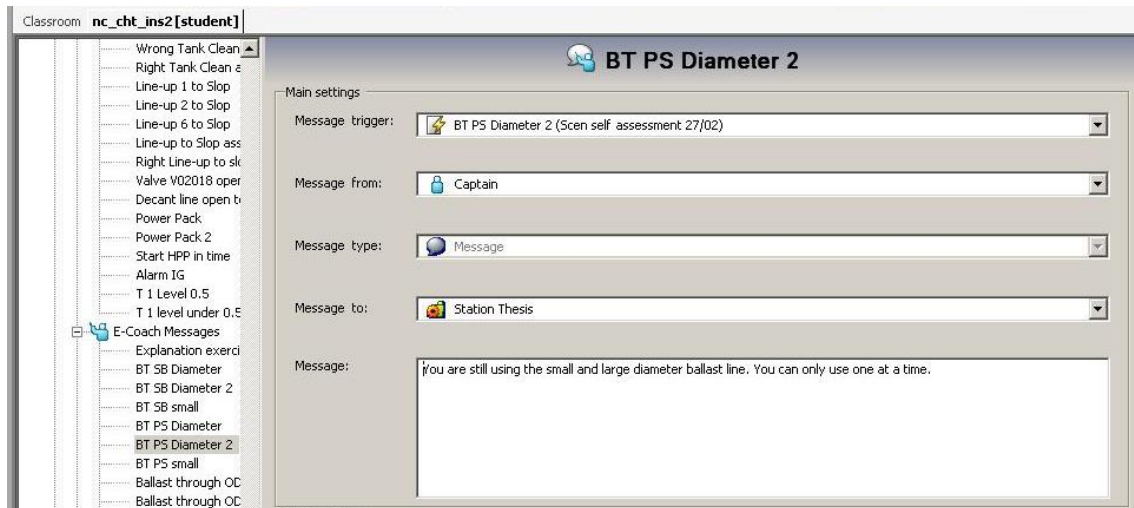 Classroom nc_cht_ins2 [student]
Wrong Tank Clean
Right Tank Clean a
Line-up 1 to Slop
Line-up 2 to Slop
Line-up 6 to Slop
Line-up to Slop ass
Right Line-up to slo
Valve V02018 oper
Decant line open to
Power Pack
Power Pack 2
Start HPP in time
Alarm IG
T 1 Level 0.5
T 1 level under 0.5
E-Coach Messages
Explanation exerci
BT SB Diameter
BT SB Diameter 2
BT SB small
BT PS Diameter
BT PS Diameter 2
BT PS small
Ballast through OD
Ballast through OD
BT PS Diameter 2
Main settings
Message trigger: BT PS Diameter 2 (Scen self assessment 27/02)
Message from: Captain
Message type: Message
Message to: Station Thesis
Message: You are still using the small and large diameter ballast line. You can only use one at a time.